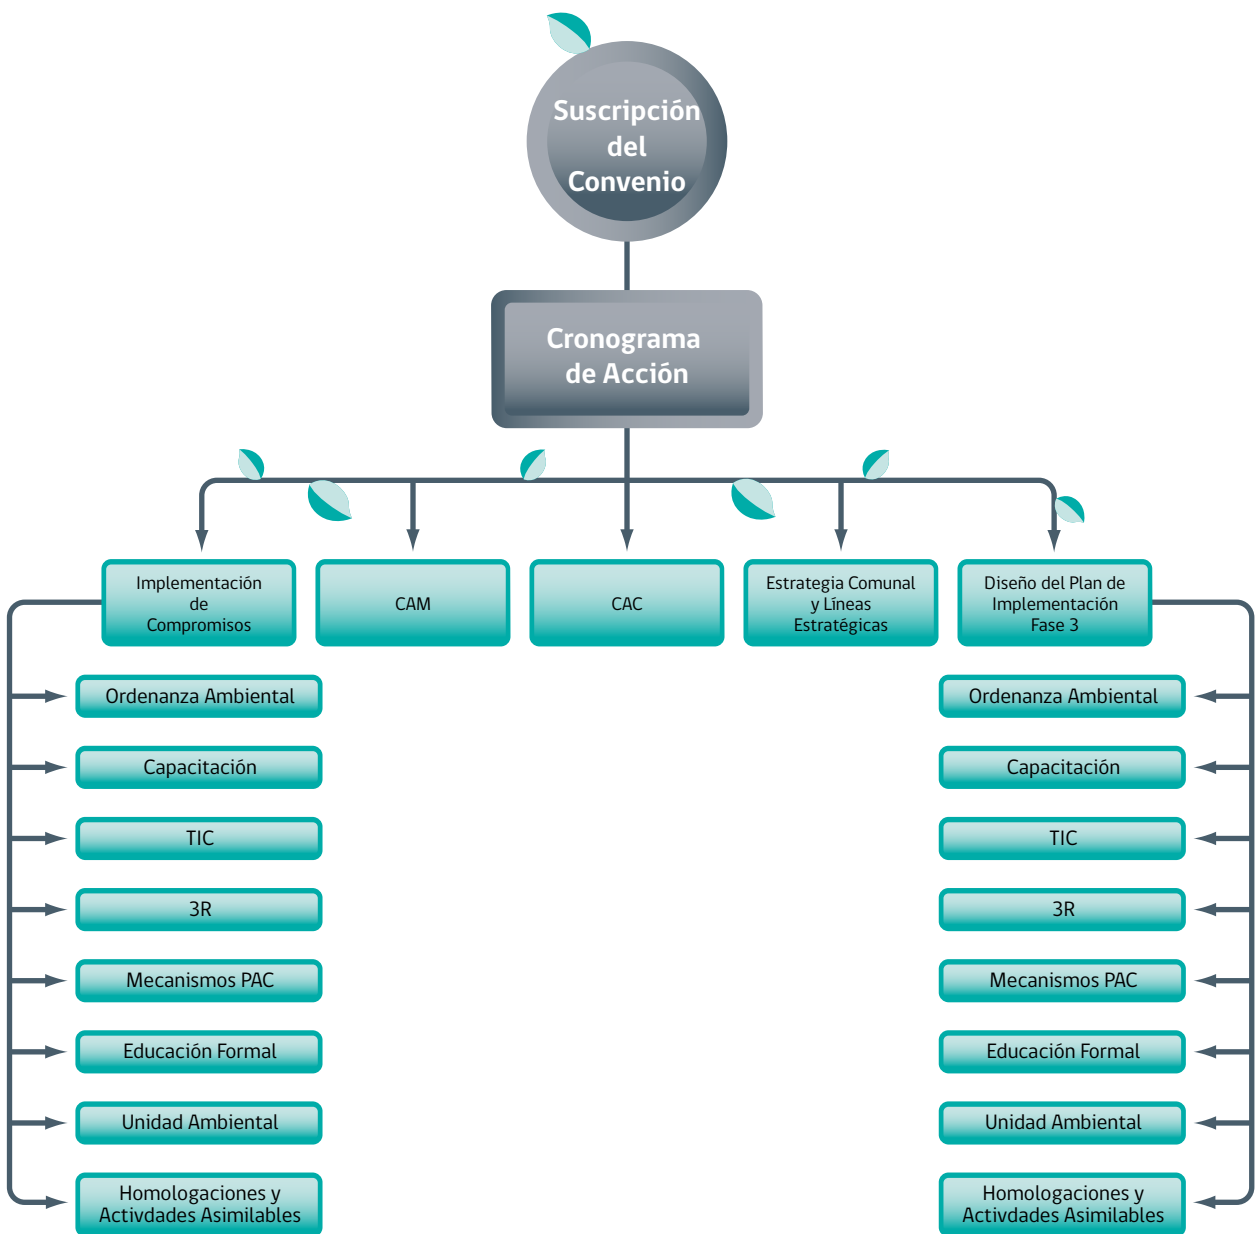 Suscripción
del
Convenio
Cronograma
de Acción
Implementación
de
Compromisos
CAM
CAC
Estrategia Comunal
y Líneas
Estratégicas
Diseño del Plan de
Implementación
Fase 3
Ordenanza Ambiental
Capacitación
TIC
3R
Mecanismos PAC
Educación Formal
Unidad Ambiental
Homologaciones y
Activdades Asimilables
Ordenanza Ambiental
Capacitación
TIC
3R
Mecanismos PAC
Educación Formal
Unidad Ambiental
Homologaciones y
Activdades Asimilables